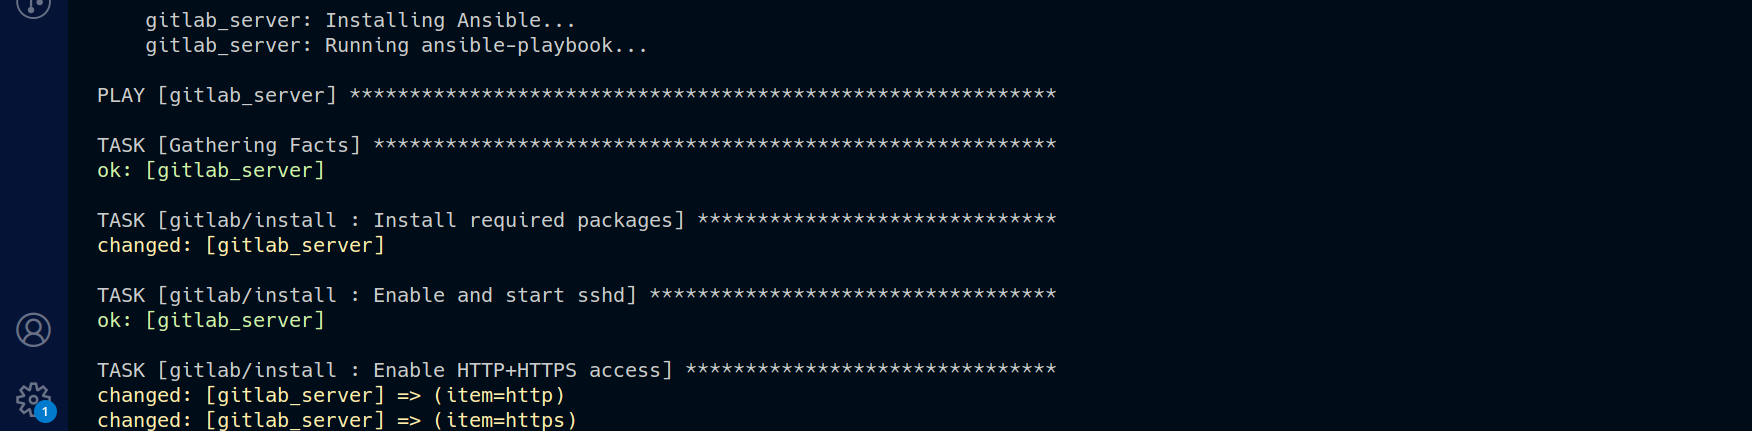 gitlab_server: Installing Ansible...
gitlab_server: Running ansible-playbook...
PLAY [gitlab_server] ***********************************************************
TASK [Gathering Facts] *********************************************************
ok: [gitlab_server]
TASK [gitlab/install : Install required packages] ******************************
changed: [gitlab_server]
TASK [gitlab/install : Enable and start sshd] **********************************
ok: [gitlab_server]
TASK [gitlab/install : Enable HTTP+HTTPS access] *******************************
changed: [gitlab_server] => (item=http)
changed: [gitlab_server] => (item=https)
1